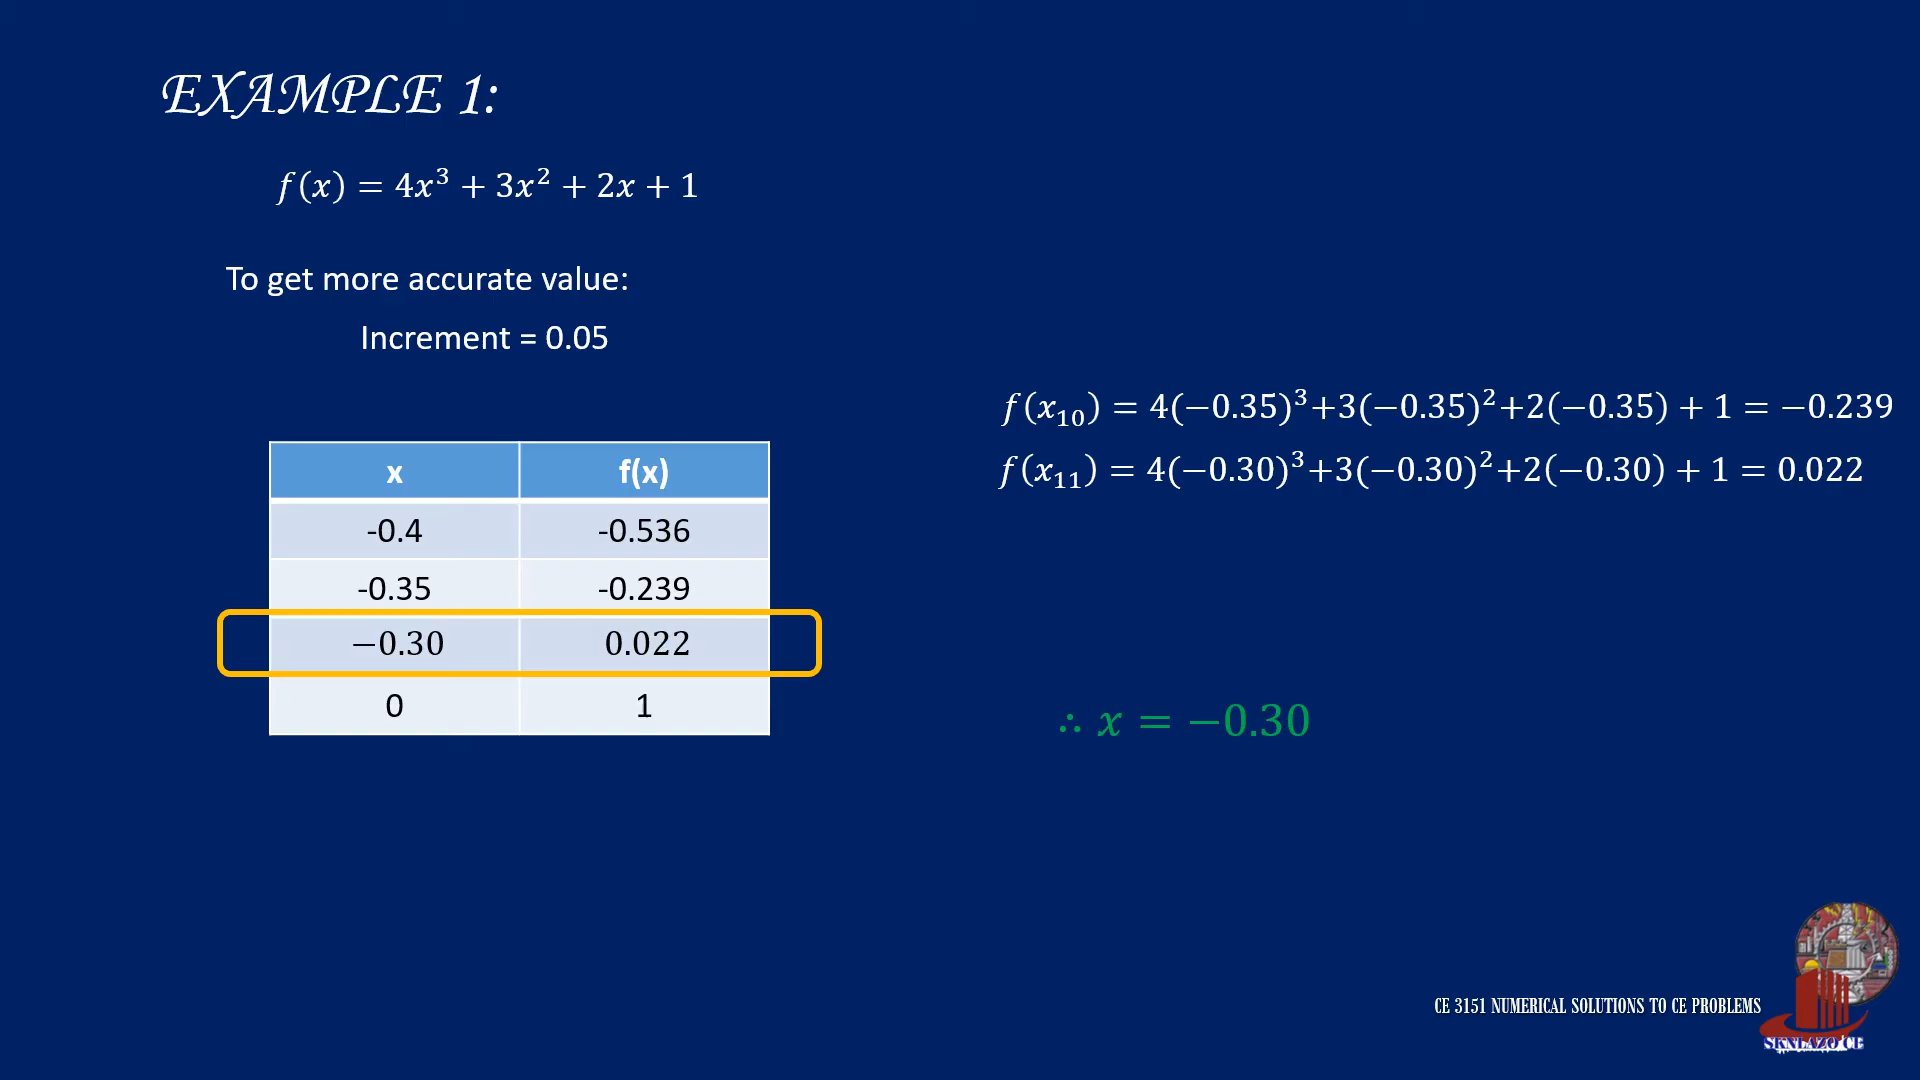 EXAMPLE 1:
f(x) = 4x³ + 3x² + 2x + 1
To get more accurate value:
Increment = 0.05
f(x₁₀) = 4(−0.35)³+3(−0.35)²+2(−0.35) + 1 = −0.239
f(x₁₁) = 4(−0.30)³+3(−0.30)²+2(−0.30) + 1 = 0.022
x f(x)
-0.4 -0.536
-0.35 -0.239
−0.30 0.022
0 1
∴ x = −0.30
CE 3151 NUMERICAL SOLUTIONS TO CE PROBLEMS
SKNLAZO CE